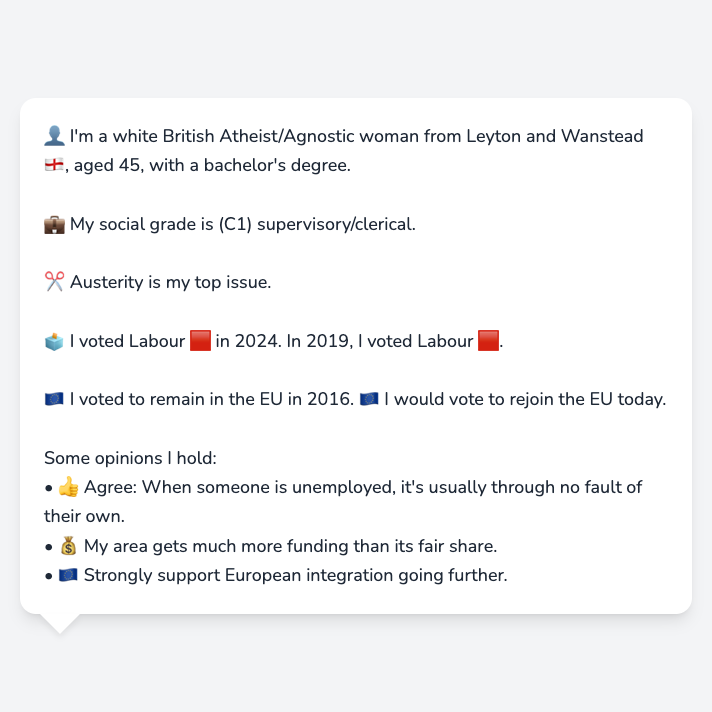 👤 I'm a white British Atheist/Agnostic woman from Leyton and Wanstead
🏴󠁧󠁢󠁥󠁮󠁧󠁿, aged 45, with a bachelor's degree.
💼 My social grade is (C1) supervisory/clerical.
✂️ Austerity is my top issue.
🗳️ I voted Labour 🟥 in 2024. In 2019, I voted Labour 🟥.
🇪🇺 I voted to remain in the EU in 2016. 🇪🇺 I would vote to rejoin the EU today.
Some opinions I hold:
• 👍 Agree: When someone is unemployed, it's usually through no fault of
their own.
• 💰 My area gets much more funding than its fair share.
• 🇪🇺 Strongly support European integration going further.